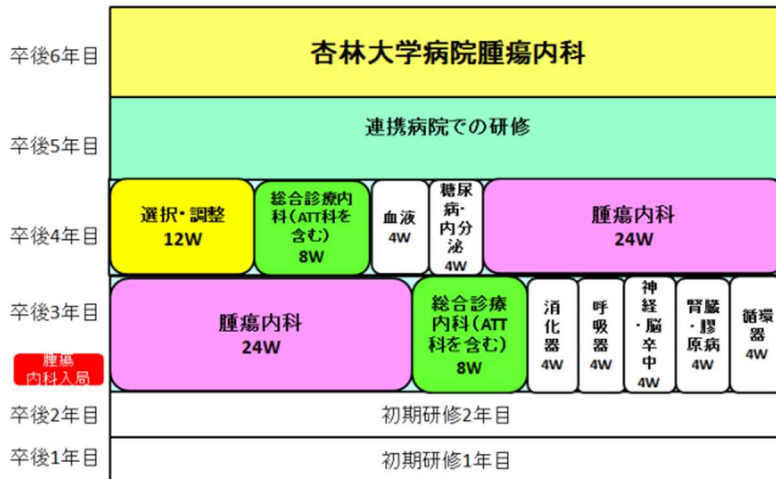 卒後6年目
杏林大学病院腫瘍内科
卒後5年目
連携病院での研修
卒後4年目
選択・調整
12W
総合診療内
科(ATT科を
含む)
8W
血液
4W
糖尿
病・
内分
泌
4W
腫瘍内科
24W
卒後3年目
腫瘍内科
24W
総合診療
内科(ATT
科を含む)
8W
消
化
器
4W
呼
吸
器
4W
神
経
・脳
卒中
4W
腎臓
・膠
原病
4W
循環
器
4W
腫瘍
内科入局
卒後2年目
初期研修2年目
卒後1年目
初期研修1年目